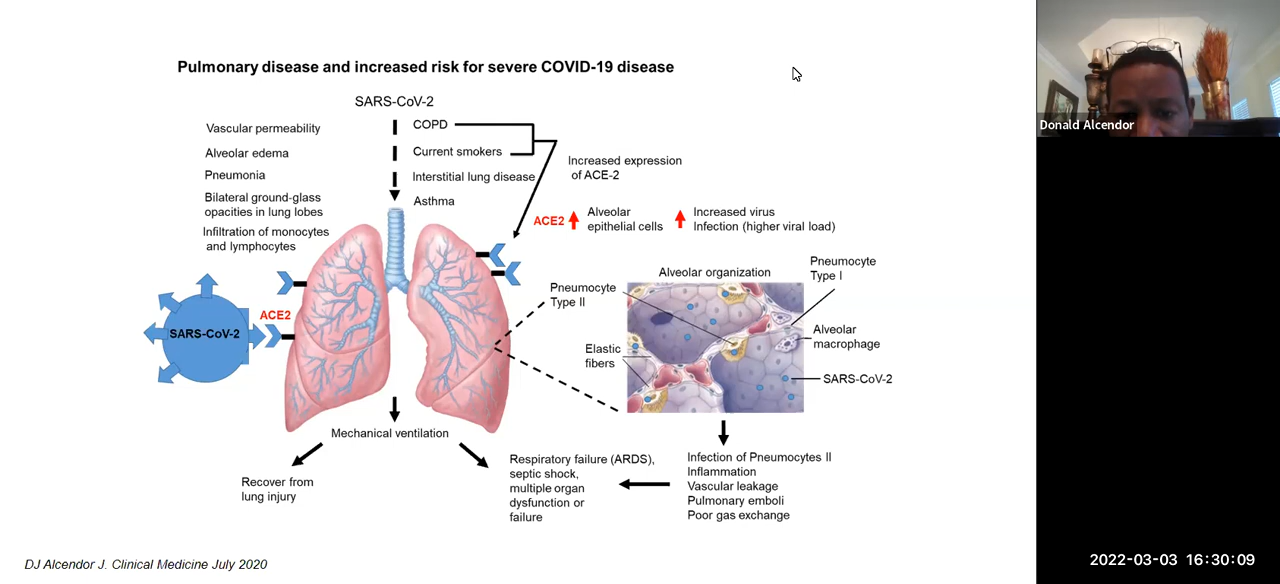 Pulmonary disease and increased risk for severe COVID-19 disease
SARS-CoV-2
Vascular permeability
Alveolar edema
Pneumonia
Bilateral ground-glass
opacities in lung lobes
Infiltration of monocytes
and lymphocytes
COPD
Current smokers
Interstitial lung disease
Asthma
Increased expression
of ACE-2
ACE2
Alveolar
epithelial cells
Increased virus
Infection (higher viral load)
SARS-CoV-2
ACE2
Alveolar organization
Pneumocyte
Type II
Pneumocyte
Type I
Elastic
fibers
Alveolar
macrophage
SARS-CoV-2
Mechanical ventilation
Recover from
lung injury
Respiratory failure (ARDS),
septic shock,
multiple organ
dysfunction or
failure
Infection of Pneumocytes II
Inflammation
Vascular leakage
Pulmonary emboli
Poor gas exchange
DJ Alcendor J. Clinical Medicine July 2020
Donald Alcendor
2022-03-03 16:30:09